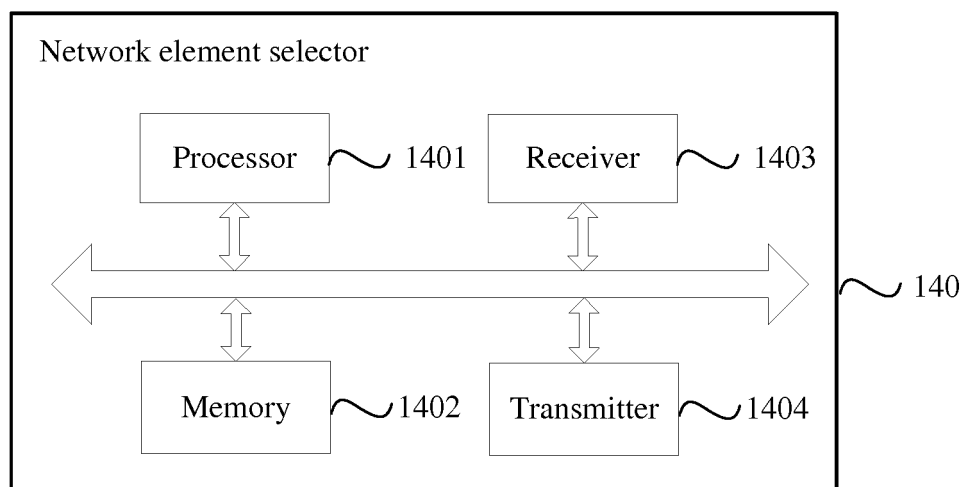 Network element selector
Processor 1401
Receiver 1403
140
Memory 1402
Transmitter 1404